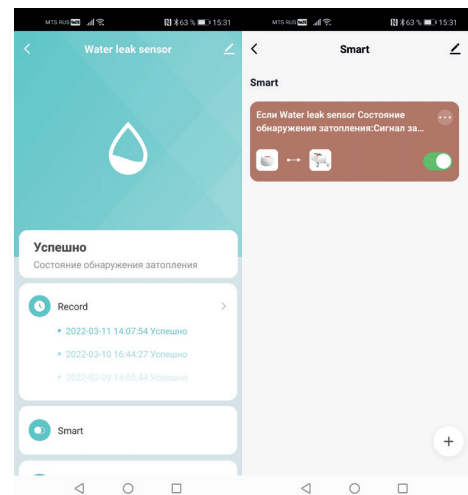 MTS RUS 63 % 15:31
Water leak sensor
Успешно
Состояние обнаружения затопления
Record
2022-03-11 14:07:54 Успешно
2022-03-10 16:44:27 Успешно
2022-03-09 14:05:44 Успешно
Smart
MTS RUS 63 % 15:31
Smart
Smart
Если Water leak sensor Состояние
обнаружения затопления:Сигнал за...